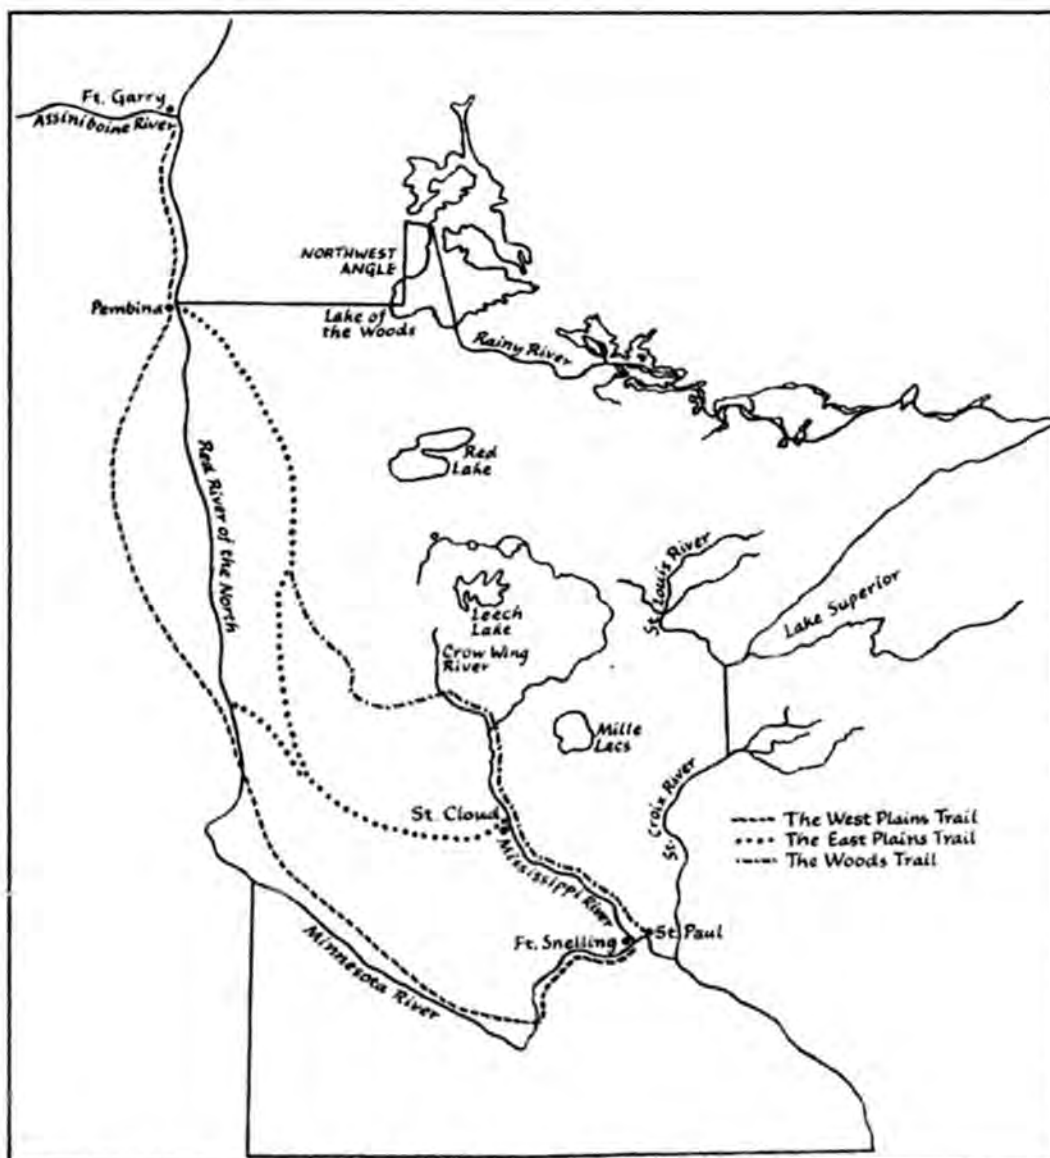 Ft. Garry
Assiniboine River
NORTHWEST
ANGLE
Pembina
Lake of
the Woods
Rainy River
Red
Lake
Red River of the North
St. Louis River
Leech
Lake
Lake Superior
Crow Wing
River
Mille
Lacs
St. Croix River
St. Cloud
Mississippi River
The West Plains Trail
The East Plains Trail
The Woods Trail
St. Paul
Ft. Snelling
Minnesota River